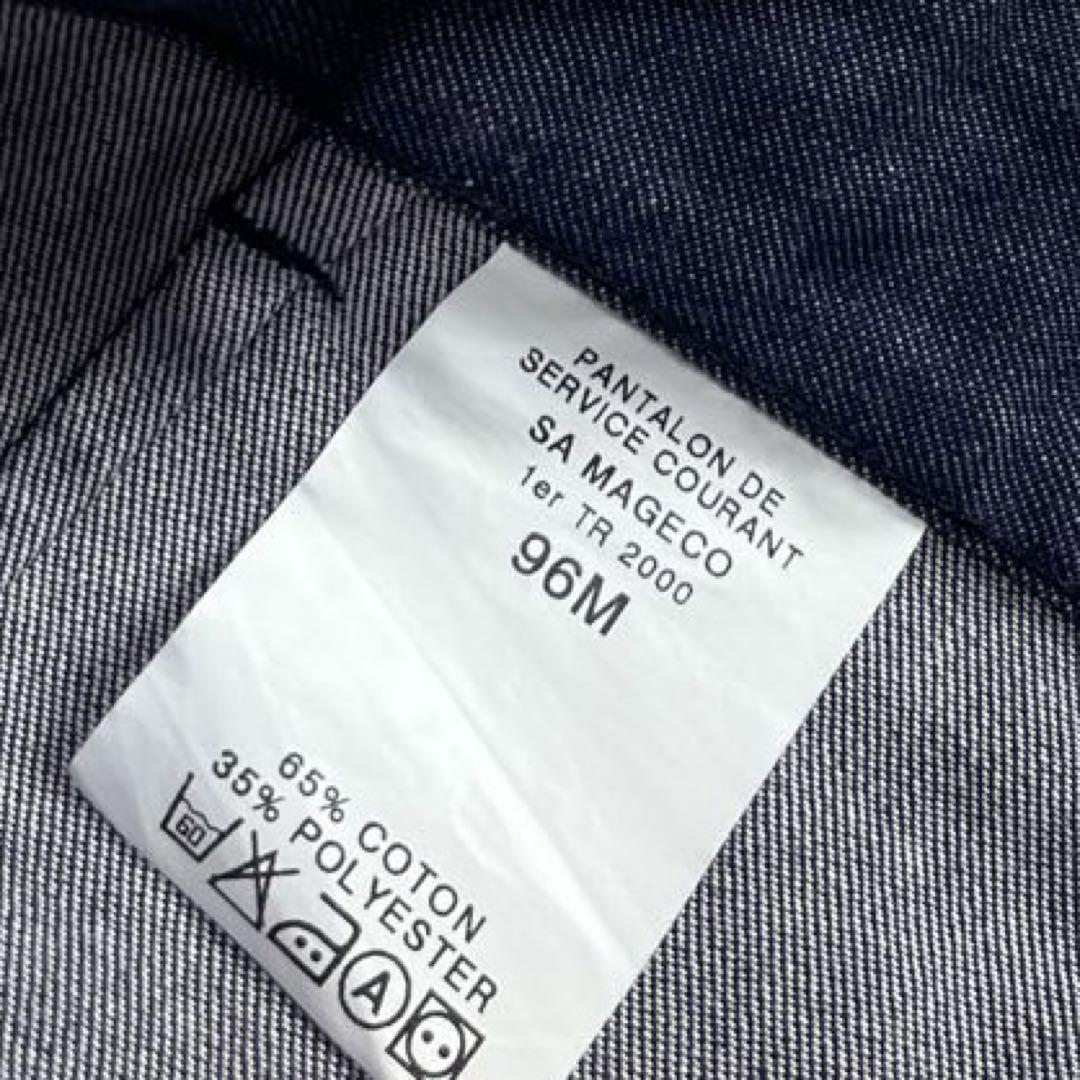 PANTALON DE
SERVICE COURANT
SA MAGECO
1er TR 2000
96M
65% COTON
35% POLYESTER
60
A